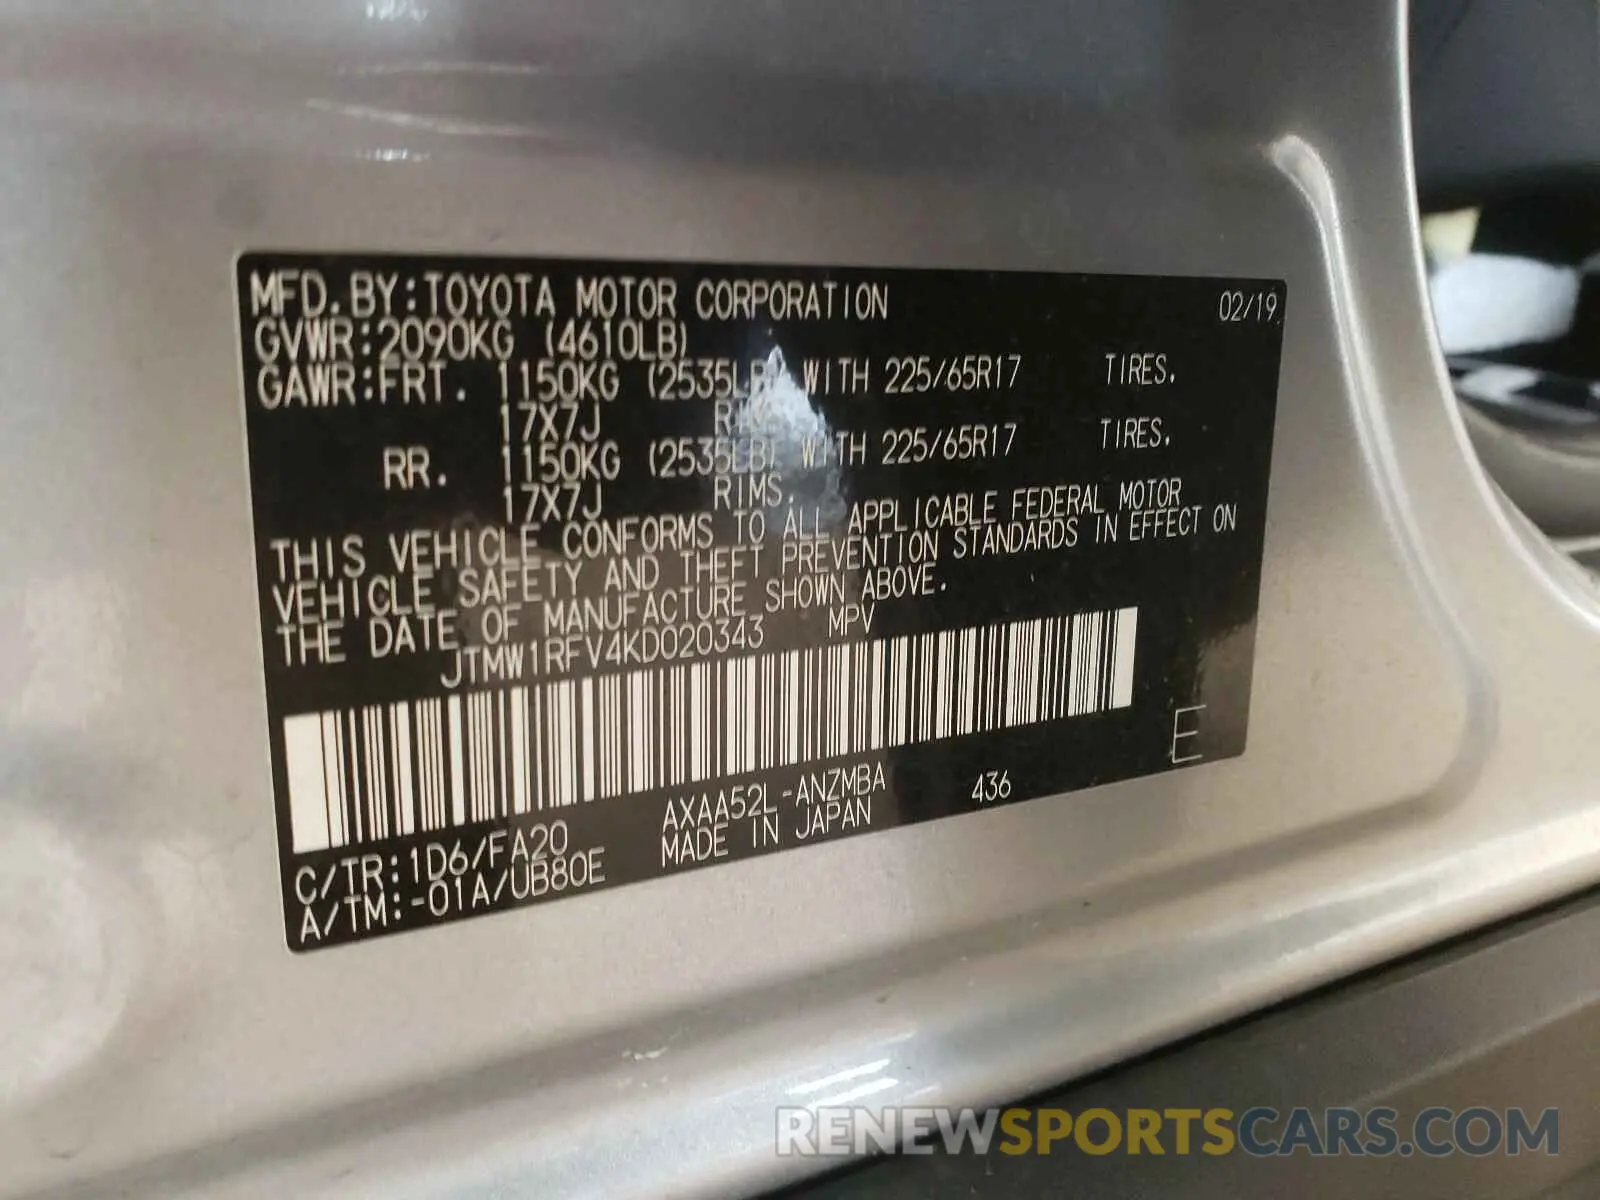 MFD.BY:TOYOTA MOTOR CORPORATION 02/19
GVWR:2090KG (4610LB)
GAWR:FRT. 1150KG (2535LB) WITH 225/65R17 TIRES.
17X7J RIMS
RR. 1150KG (2535LB) WITH 225/65R17 TIRES.
17X7J RIMS.
THIS VEHICLE CONFORMS TO ALL APPLICABLE FEDERAL MOTOR
VEHICLE SAFETY AND THEFT PREVENTION STANDARDS IN EFFECT ON
THE DATE OF MANUFACTURE SHOWN ABOVE.
JTMW1RFV4KD020343 MPV
E
C/TR:1D6/FA20 AXAA52L-ANZMBA 436
A/TM:-01A/UB80E MADE IN JAPAN
RENEWSPORTSCARS.COM